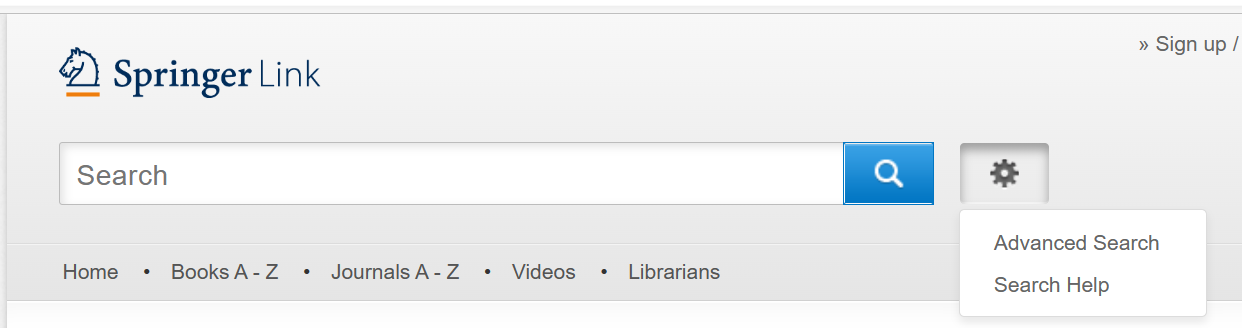 » Sign up /
Springer Link
Search
Advanced Search
Home • Books A - Z • Journals A - Z • Videos • Librarians
Search Help